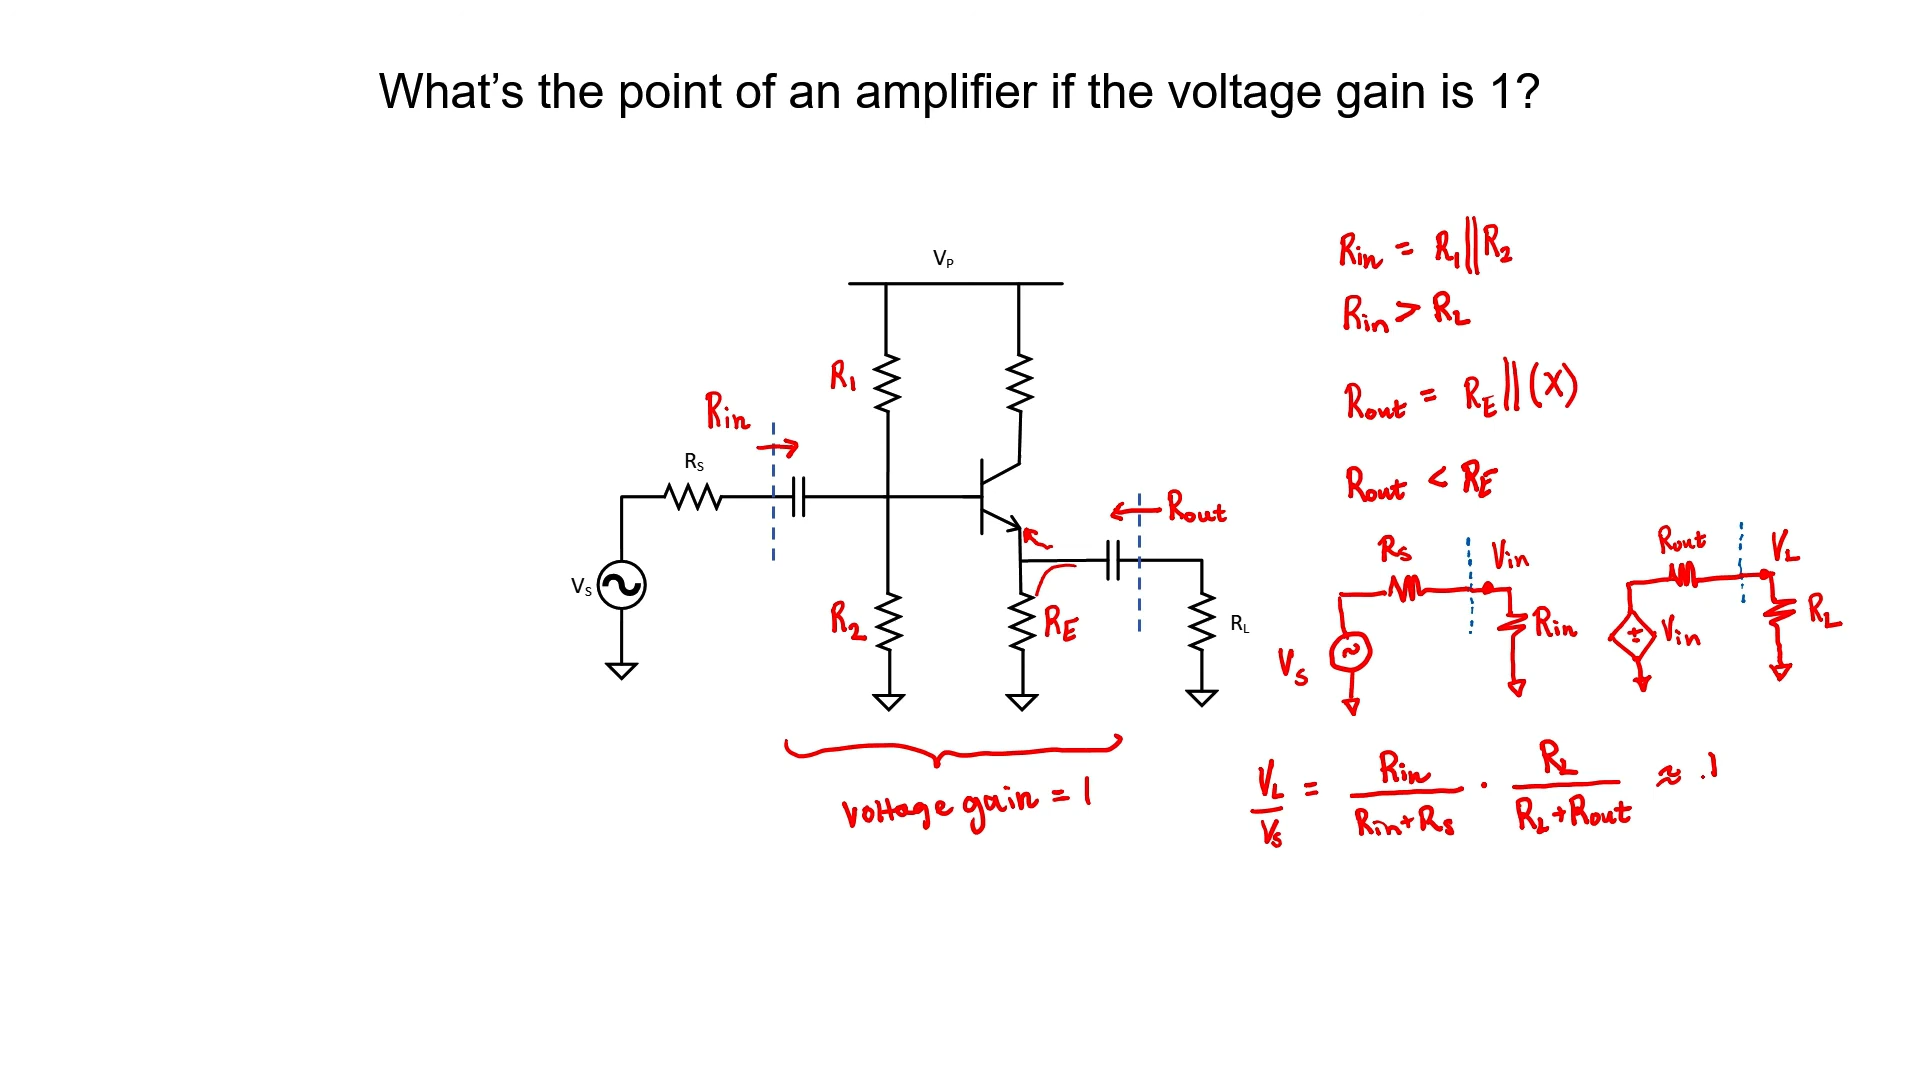 What's the point of an amplifier if the voltage gain is 1?
VP
R1
Rin
RS
VS
R2
RE
Rout
RL
voltage gain = 1
Rin = R1||R2
Rin > RL
Rout = RE||(x)
Rout < RE
Rs
Vin
Rin
Vs
Rout
VL
± Vin
RL
VL/Vs = Rin/(Rin+Rs) · RL/(RL+Rout) ≈ .1